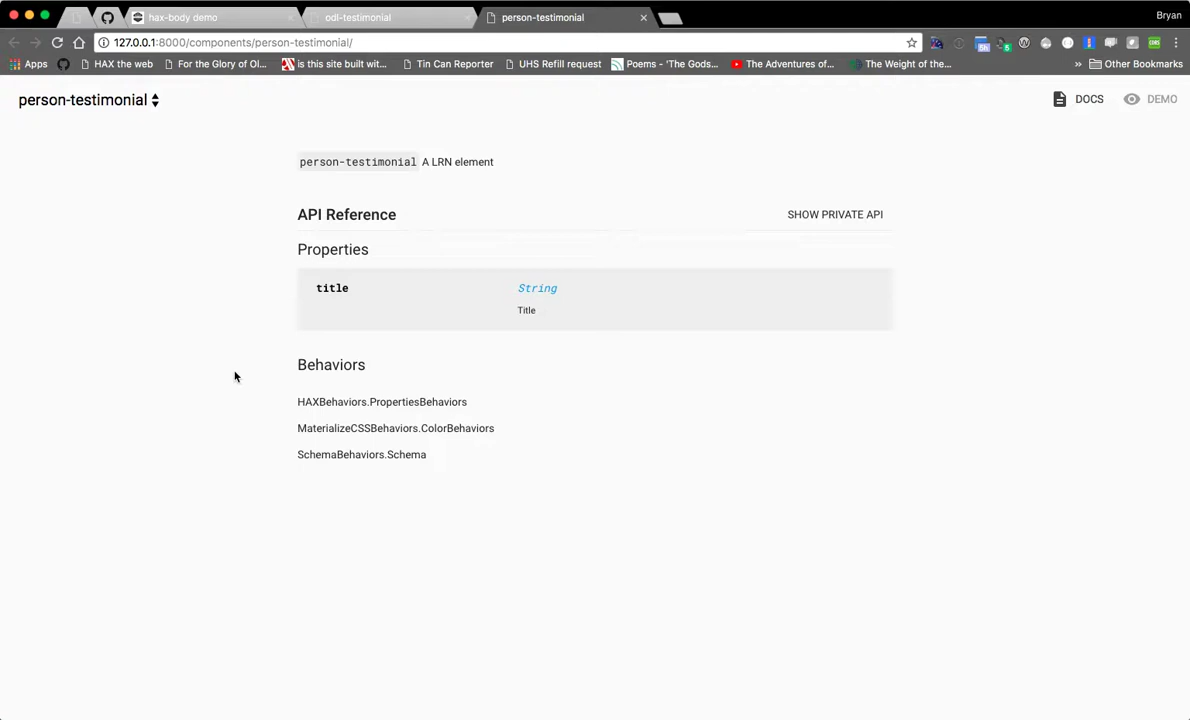 hax-body demo
odl-testimonial
person-testimonial
Bryan
127.0.0.1:8000/components/person-testimonial/
Apps
HAX the web
For the Glory of Ol...
is this site built wit...
Tin Can Reporter
UHS Refill request
Poems - 'The Gods...
The Adventures of...
The Weight of the...
» Other Bookmarks
person-testimonial
DOCS
DEMO
person-testimonial A LRN element
API Reference
SHOW PRIVATE API
Properties
title
String
Title
Behaviors
HAXBehaviors.PropertiesBehaviors
MaterializeCSSBehaviors.ColorBehaviors
SchemaBehaviors.Schema